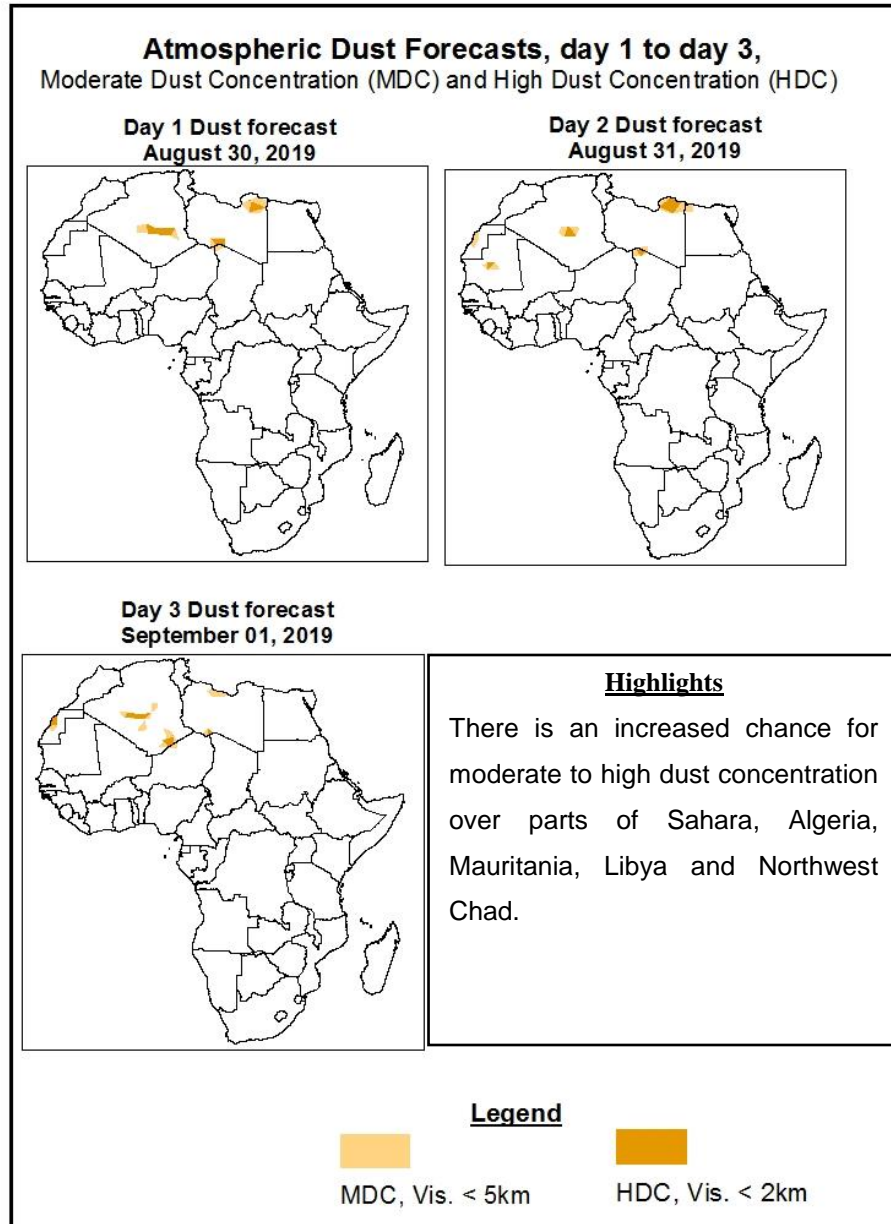 Atmospheric Dust Forecasts, day 1 to day 3,
Moderate Dust Concentration (MDC) and High Dust Concentration (HDC)
Day 1 Dust forecast
August 30, 2019
Day 2 Dust forecast
August 31, 2019
Day 3 Dust forecast
September 01, 2019
Highlights
There is an increased chance for
moderate to high dust concentration
over parts of Sahara, Algeria,
Mauritania, Libya and Northwest
Chad.
Legend
MDC, Vis. < 5km
HDC, Vis. < 2km